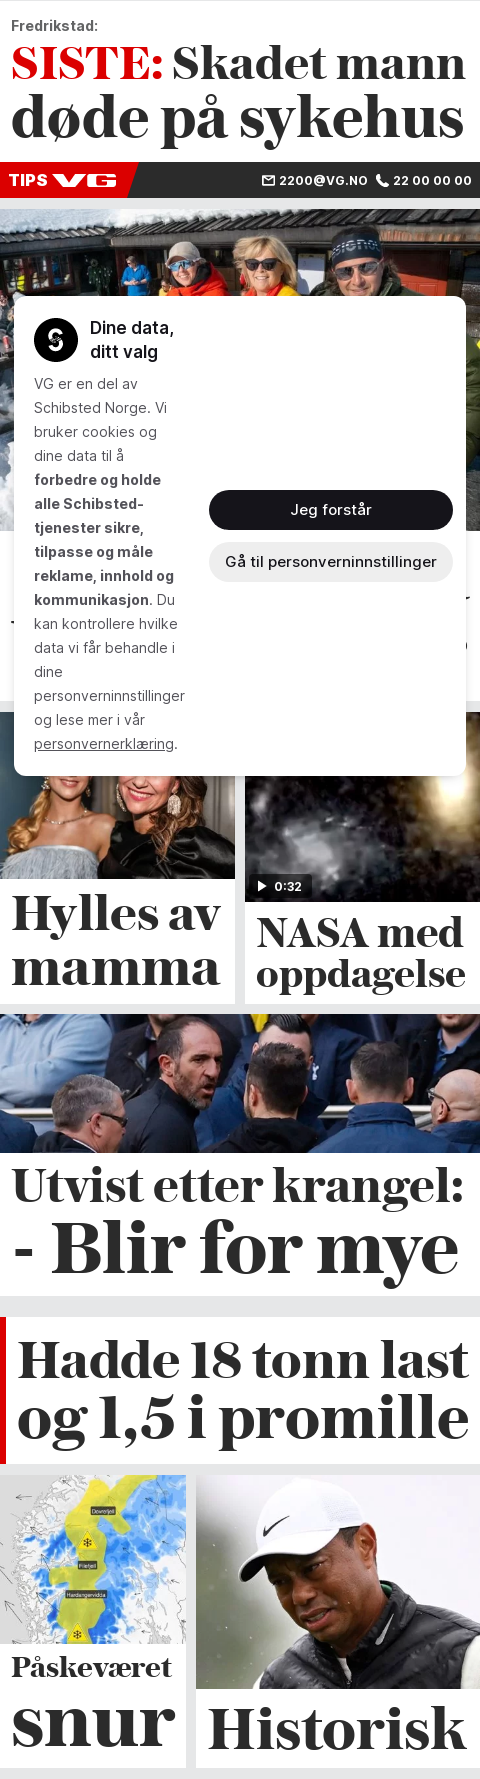 Fredrikstad:
SISTE: Skadet mann
døde på sykehus
TIPS VG
2200@VG.NO 22 00 00 00
Dine data,
ditt valg
VG er en del av
Schibsted Norge. Vi
bruker cookies og
dine data til å
forbedre og holde
alle Schibsted-
tjenester sikre,
tilpasse og måle
reklame, innhold og
kommunikasjon. Du
kan kontrollere hvilke
data vi får behandle i
dine
personverninnstillinger
og lese mer i vår
personvernerklæring.
Jeg forstår
Gå til personverninnstillinger
0:32
Hylles av
mamma
NASA med
oppdagelse
Utvist etter krangel:
- Blir for mye
Hadde 18 tonn last
og 1,5 i promille
Dovrefjell
Filefjell
Hardangervidda
Påskeværet
snur
Historisk